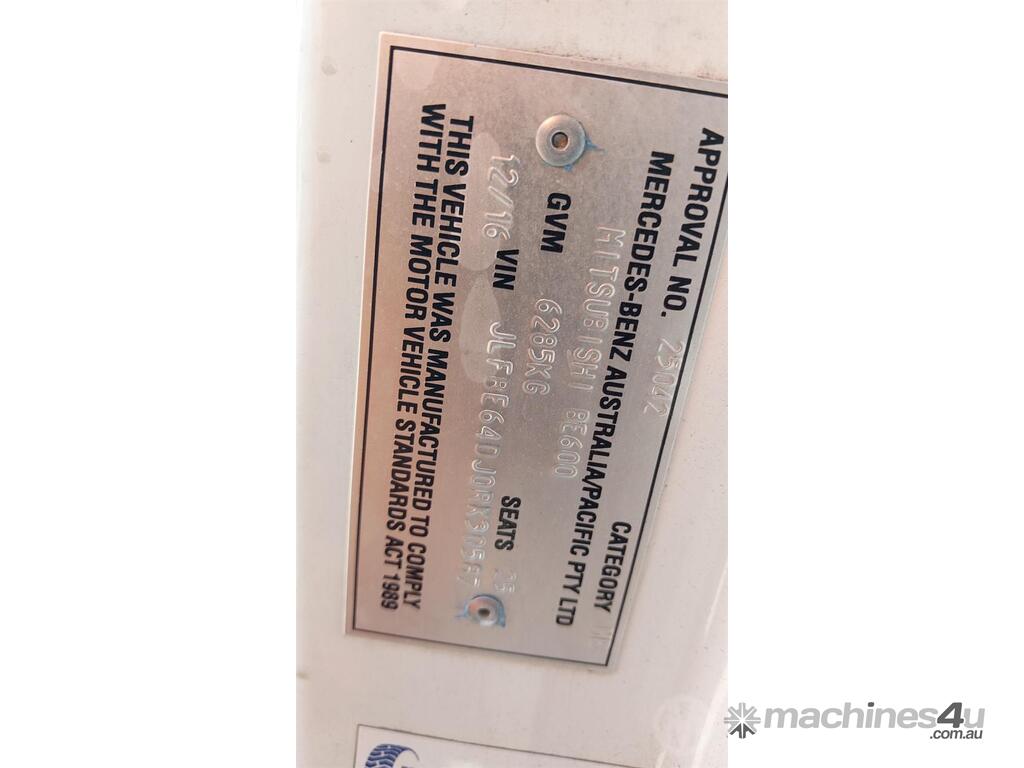 APPROVAL NO. 25042 CATEGORY
MERCEDES-BENZ AUSTRALIA/PACIFIC PTY LTD
MITSUBISHI BE600
GVM 6285KG SEATS
12/16 VIN
THIS VEHICLE WAS MANUFACTURED TO COMPLY
WITH THE MOTOR VEHICLE STANDARDS ACT 1989
machines4u
.com.au